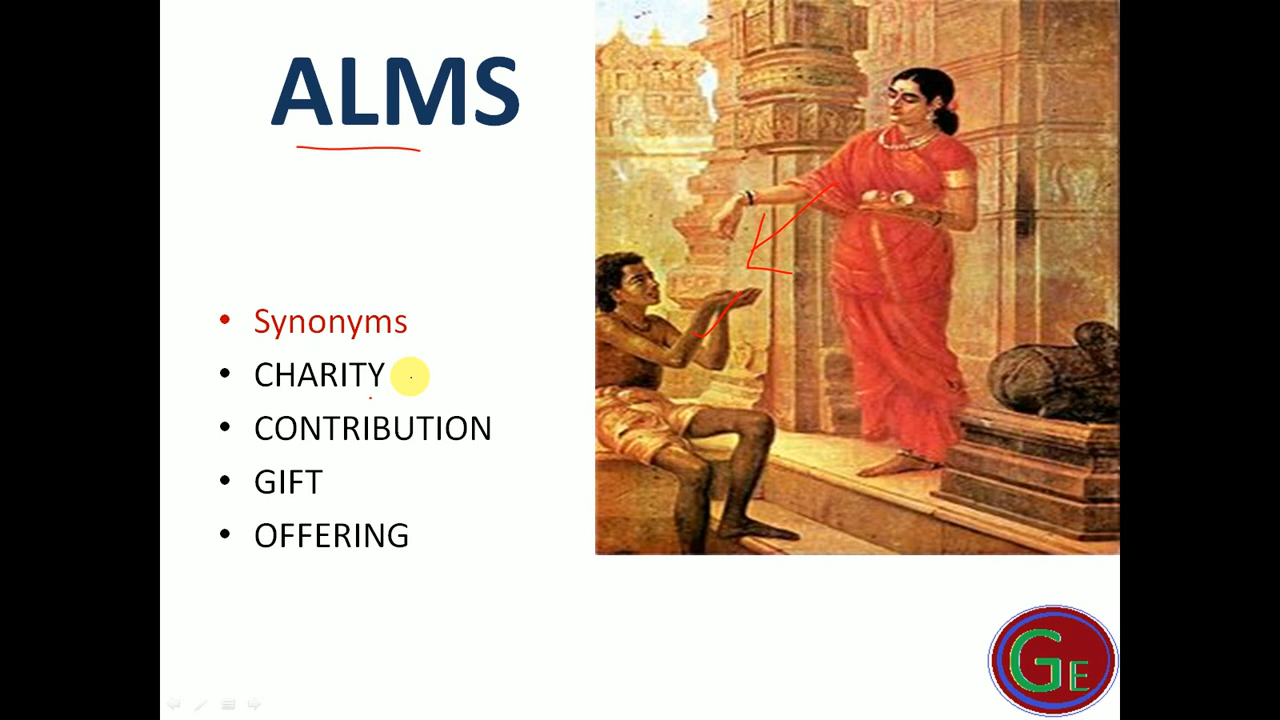 ALMS
• Synonyms
• CHARITY
• CONTRIBUTION
• GIFT
• OFFERING
GE